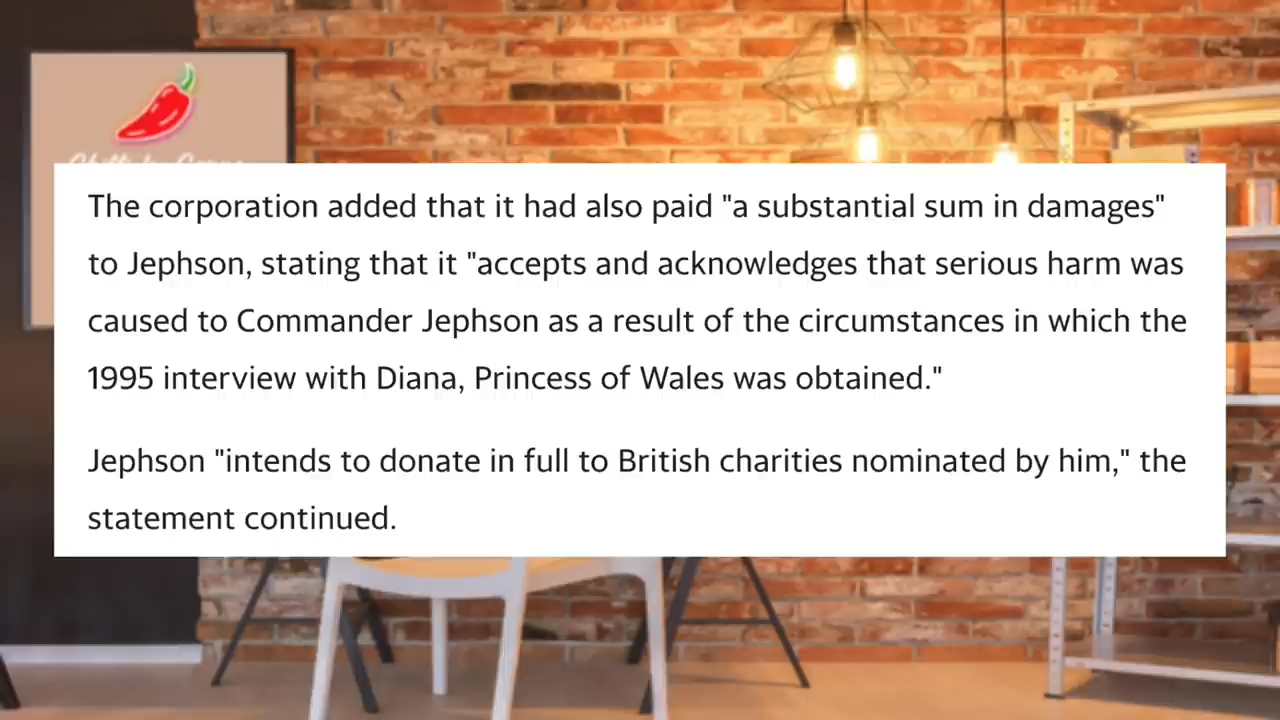 The corporation added that it had also paid "a substantial sum in damages"
to Jephson, stating that it "accepts and acknowledges that serious harm was
caused to Commander Jephson as a result of the circumstances in which the
1995 interview with Diana, Princess of Wales was obtained."
Jephson "intends to donate in full to British charities nominated by him," the
statement continued.